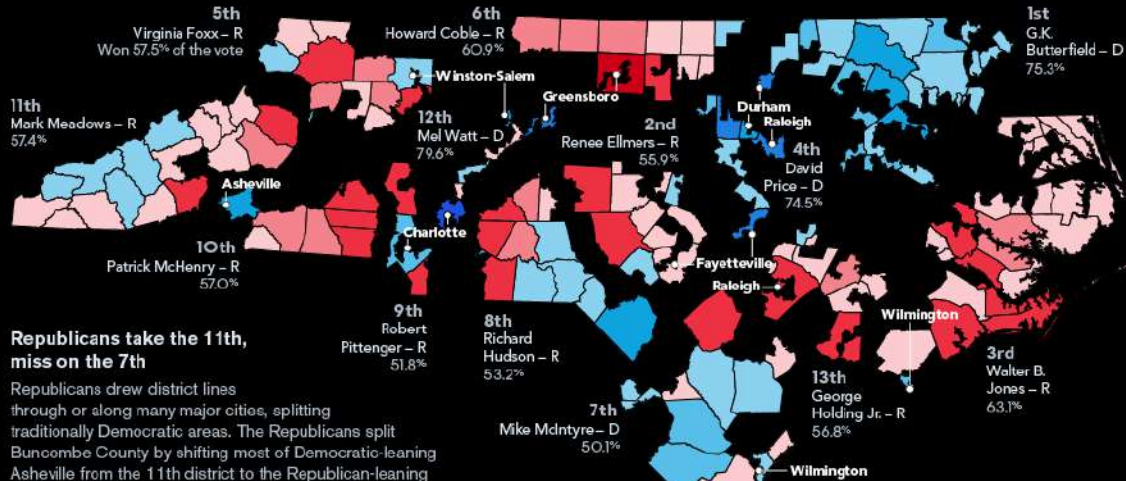 5th
Virginia Foxx – R
Won 57.5% of the vote
6th
Howard Coble – R
60.9%
1st
G.K.
Butterfield – D
75.3%
Winston-Salem
Greensboro
11th
Mark Meadows – R
57.4%
12th
Mel Watt – D
79.6%
2nd
Renee Ellmers – R
55.9%
Durham
Raleigh
4th
David
Price – D
74.5%
Asheville
Charlotte
10th
Patrick McHenry – R
57.0%
Fayetteville
Raleigh
Wilmington
9th
Robert
Pittenger – R
51.8%
8th
Richard
Hudson – R
53.2%
3rd
Walter B.
Jones – R
63.1%
13th
George
Holding Jr. – R
56.8%
7th
Mike McIntyre – D
50.1%
Wilmington
Republicans take the 11th,
miss on the 7th
Republicans drew district lines
through or along many major cities, splitting
traditionally Democratic areas. The Republicans split
Buncombe County by shifting most of Democratic-leaning
Asheville from the 11th district to the Republican-leaning